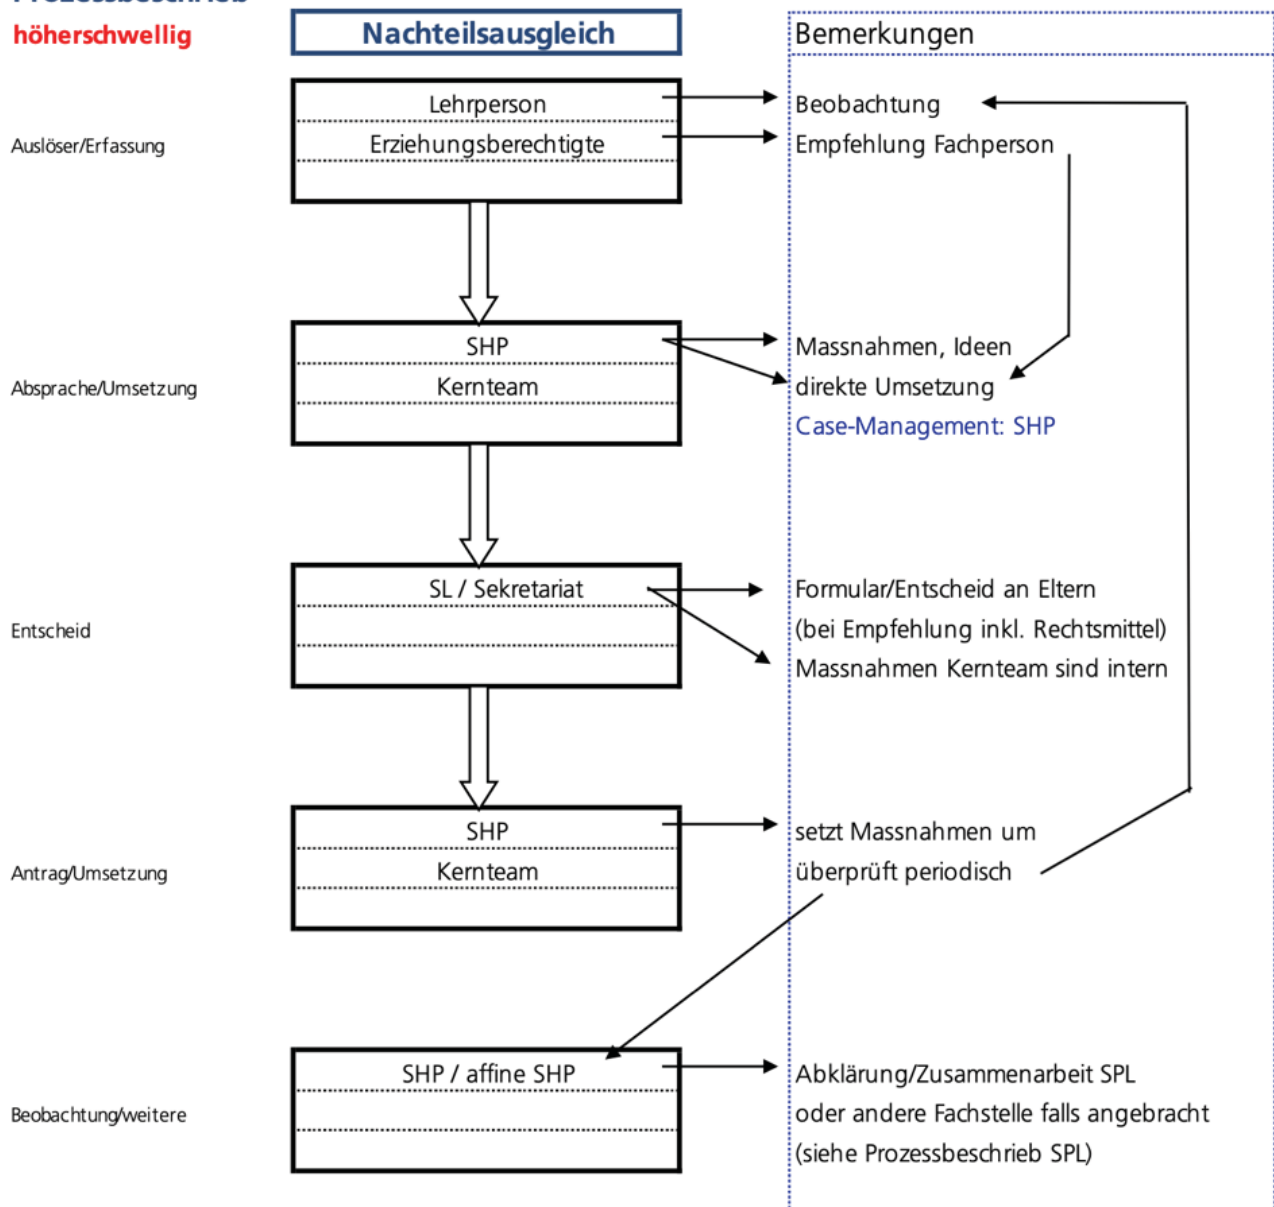 Prozessbeschrieb
höherschwellig
Nachteilsausgleich
Bemerkungen
Auslöser/Erfassung
Lehrperson
Erziehungsberechtigte
Beobachtung
Empfehlung Fachperson
Absprache/Umsetzung
SHP
Kernteam
Massnahmen, Ideen
direkte Umsetzung
Case-Management: SHP
Entscheid
SL / Sekretariat
Formular/Entscheid an Eltern
(bei Empfehlung inkl. Rechtsmittel)
Massnahmen Kernteam sind intern
Antrag/Umsetzung
SHP
Kernteam
setzt Massnahmen um
überprüft periodisch
Beobachtung/weitere
SHP / affine SHP
Abklärung/Zusammenarbeit SPL
oder andere Fachstelle falls angebracht
(siehe Prozessbeschrieb SPL)